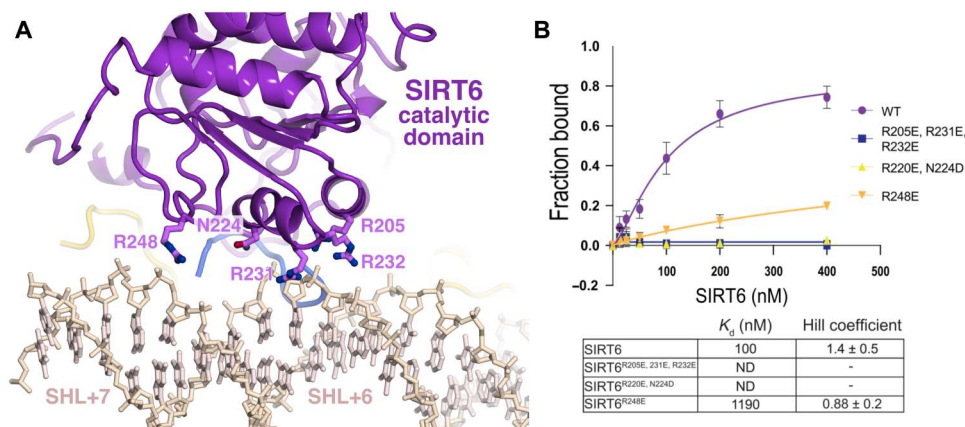 A
SIRT6
catalytic
domain
N224
R205
R248
R231
R232
SHL+7
SHL+6
B
1.0
0.8
0.6
0.4
0.2
0.0
−0.2
Fraction bound
100
200
300
400
500
SIRT6 (nM)
WT
R205E, R231E,
R232E
R220E, N224D
R248E
Kd (nM) Hill coefficient
SIRT6 100 1.4 ± 0.5
SIRT6R205E, 231E, R232E ND -
SIRT6R220E, N224D ND -
SIRT6R248E 1190 0.88 ± 0.2